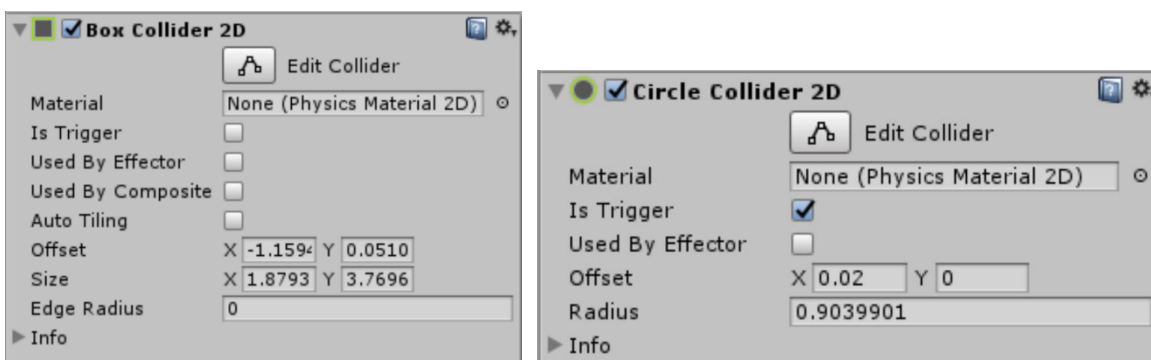 Box Collider 2D
Edit Collider
Material None (Physics Material 2D)
Is Trigger
Used By Effector
Used By Composite
Auto Tiling
Offset X -1.1594 Y 0.0510
Size X 1.8793 Y 3.7696
Edge Radius 0
Info
Circle Collider 2D
Edit Collider
Material None (Physics Material 2D)
Is Trigger
Used By Effector
Offset X 0.02 Y 0
Radius 0.9039901
Info